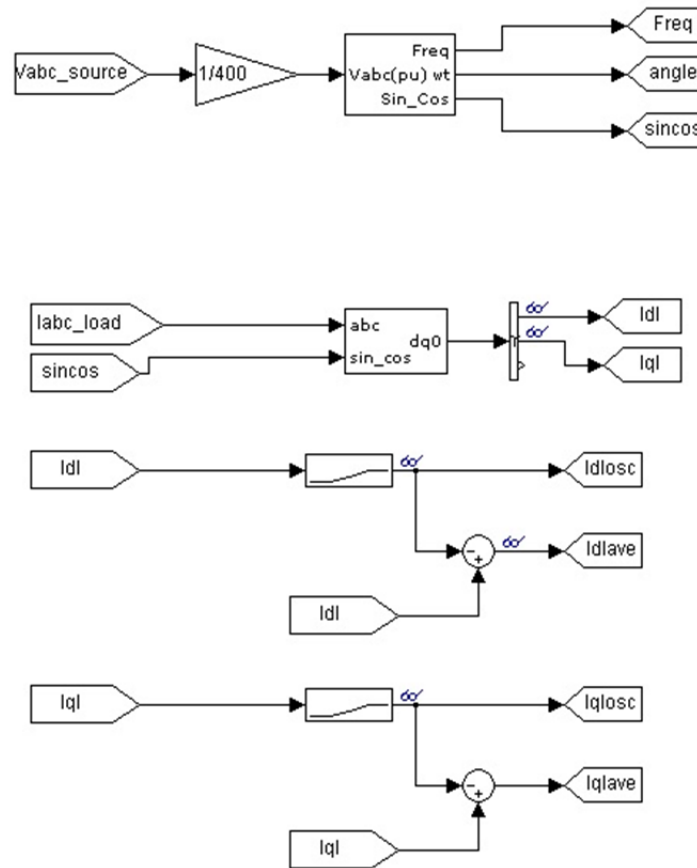 Freq
Vabc_source
1/400
Freq
Vabc(pu) wt
Sin_Cos
angle
sincos
Iabc_load
abc
dq0
sin_cos
Idl
Iql
sincos
Idl
Idlosc
Idlave
Idl
Iql
Iqlosc
Iqlave
Iql